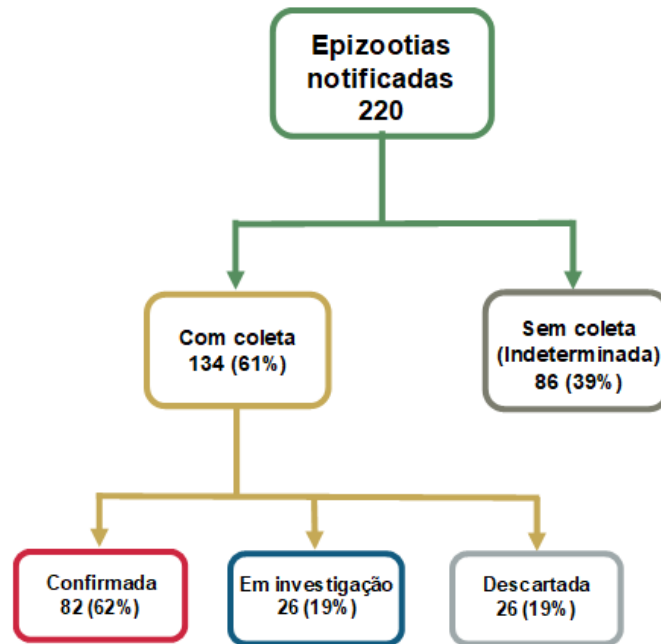 Epizootias
notificadas
220
Com coleta
134 (61%)
Sem coleta
(Indeterminada)
86 (39%)
Confirmada
82 (62%)
Em investigação
26 (19%)
Descartada
26 (19%)